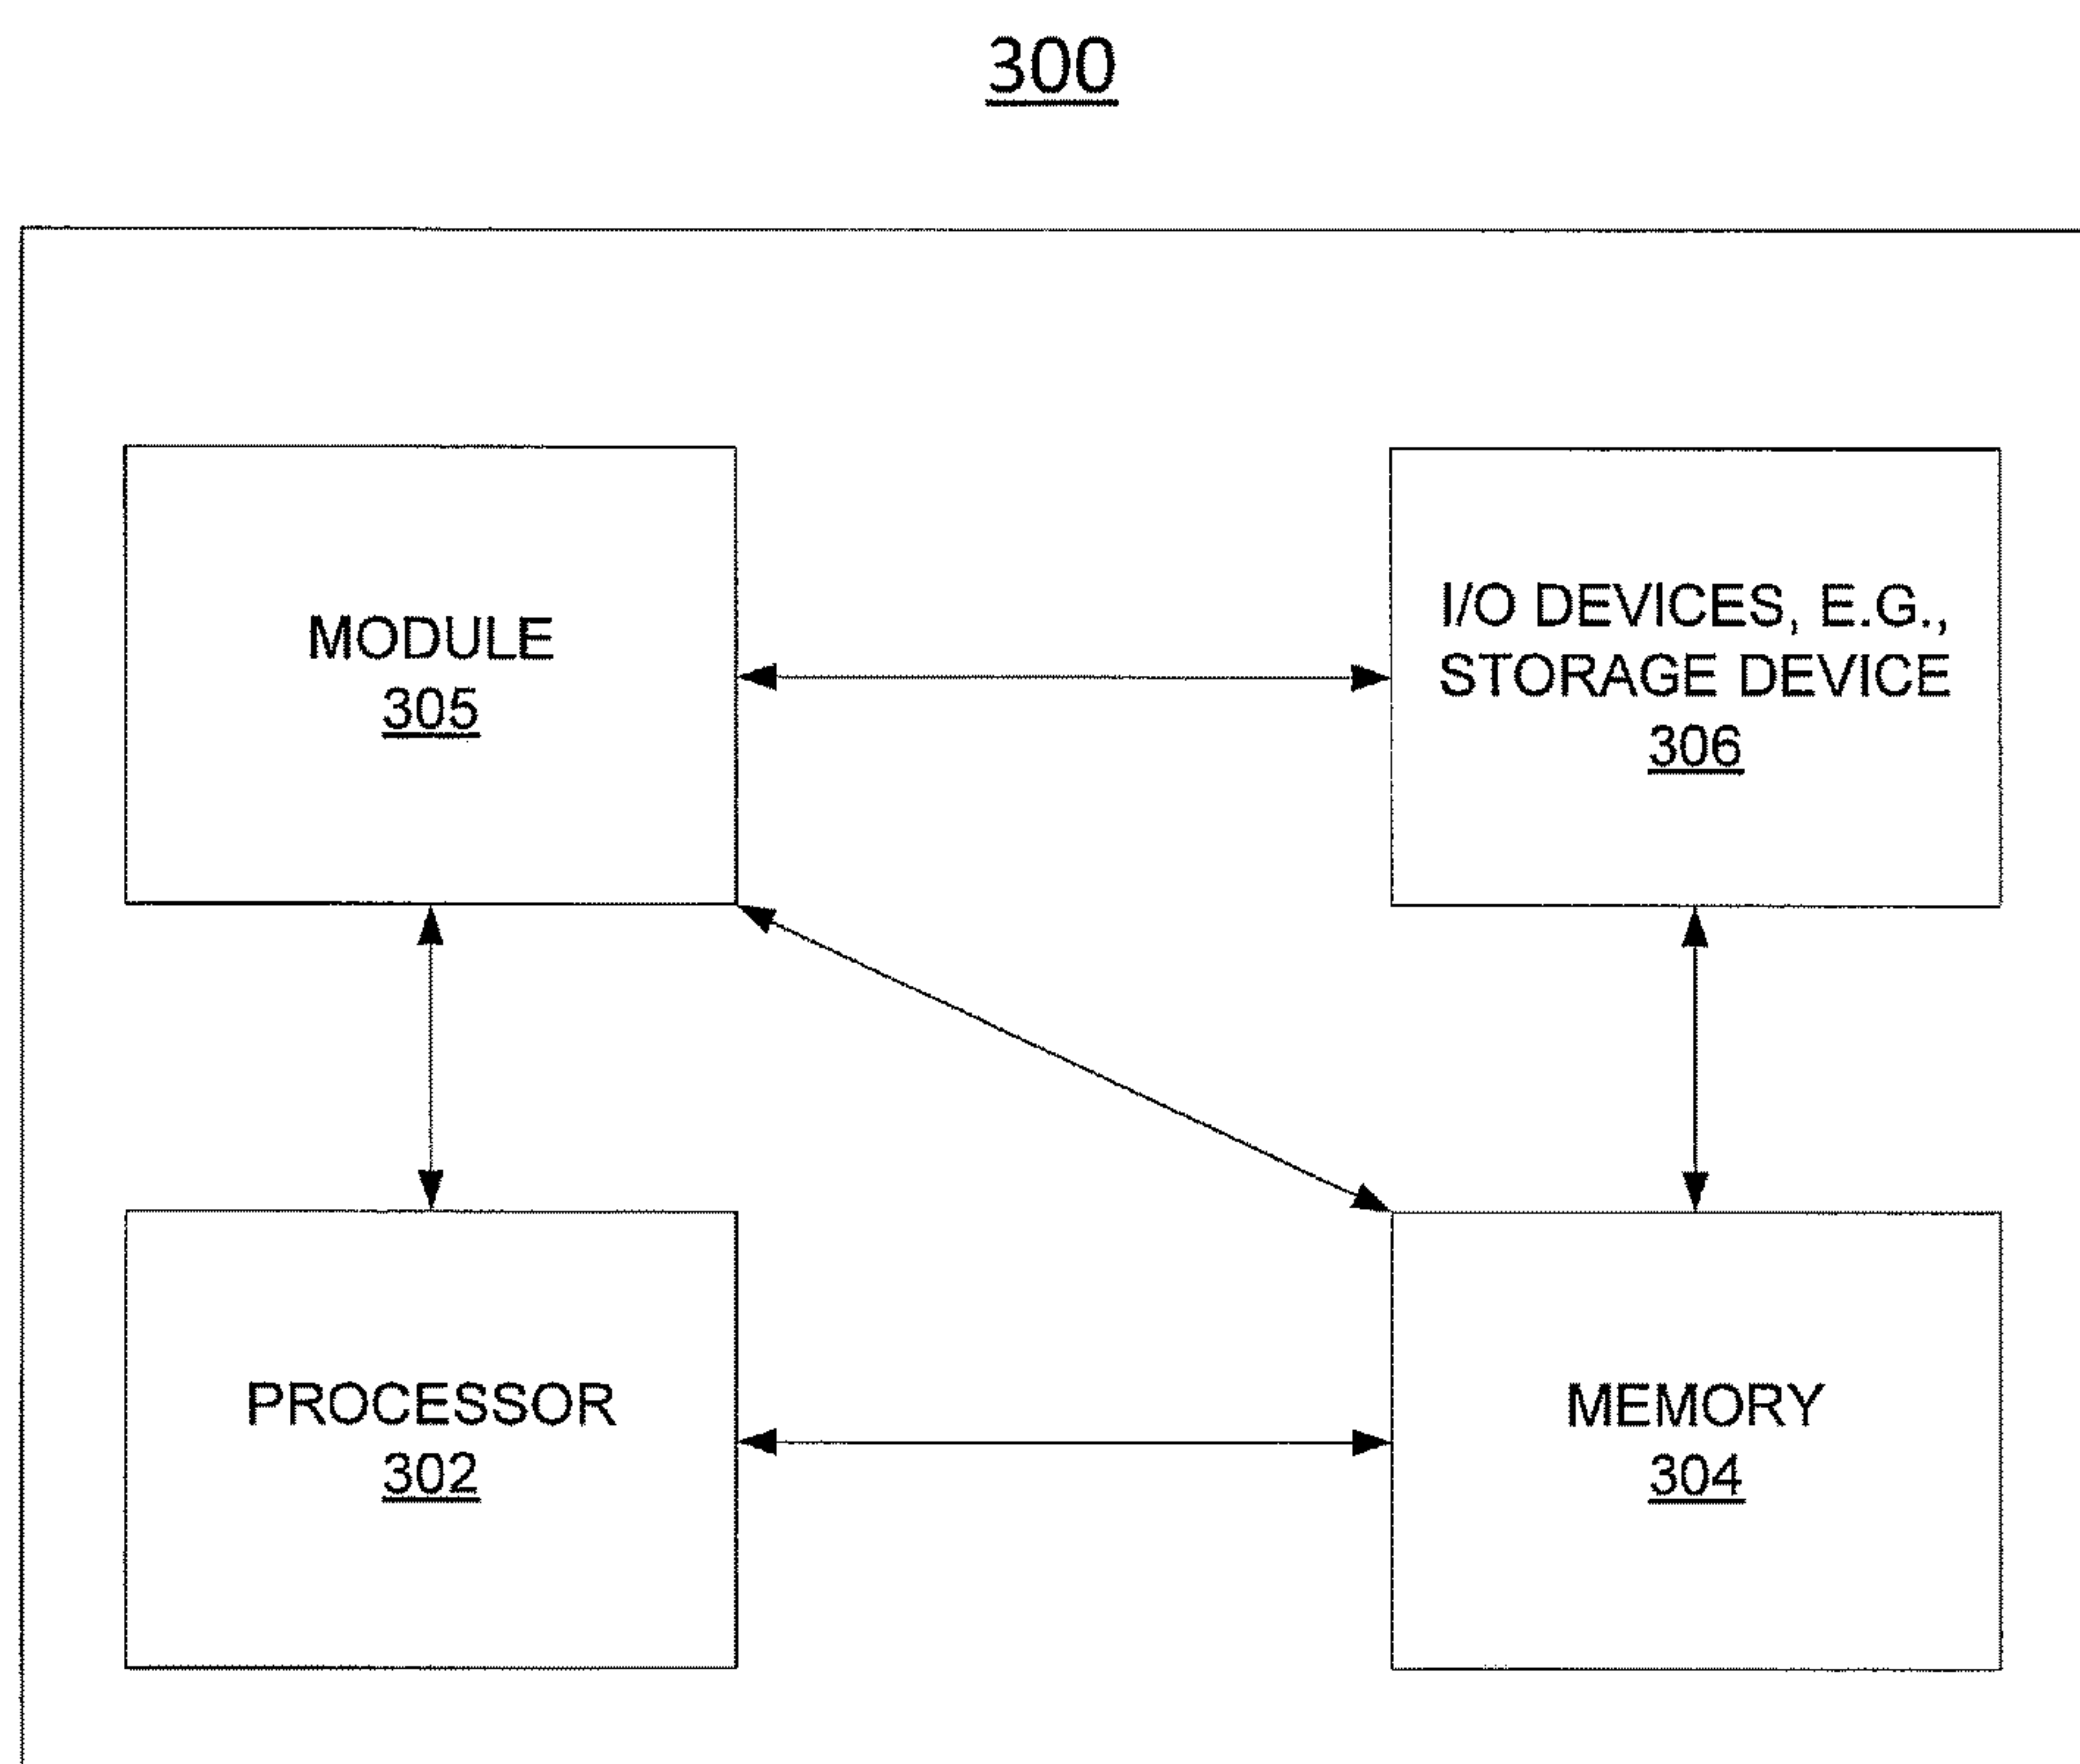 300
MODULE
305
I/O DEVICES, E.G.,
STORAGE DEVICE
306
PROCESSOR
302
MEMORY
304